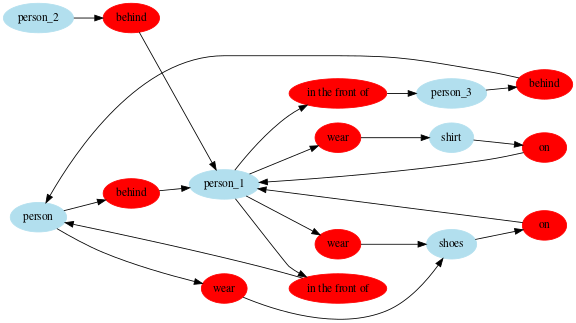 person_2
behind
behind
in the front of
person_3
wear
shirt
on
person_1
behind
person
on
wear
shoes
wear
in the front of